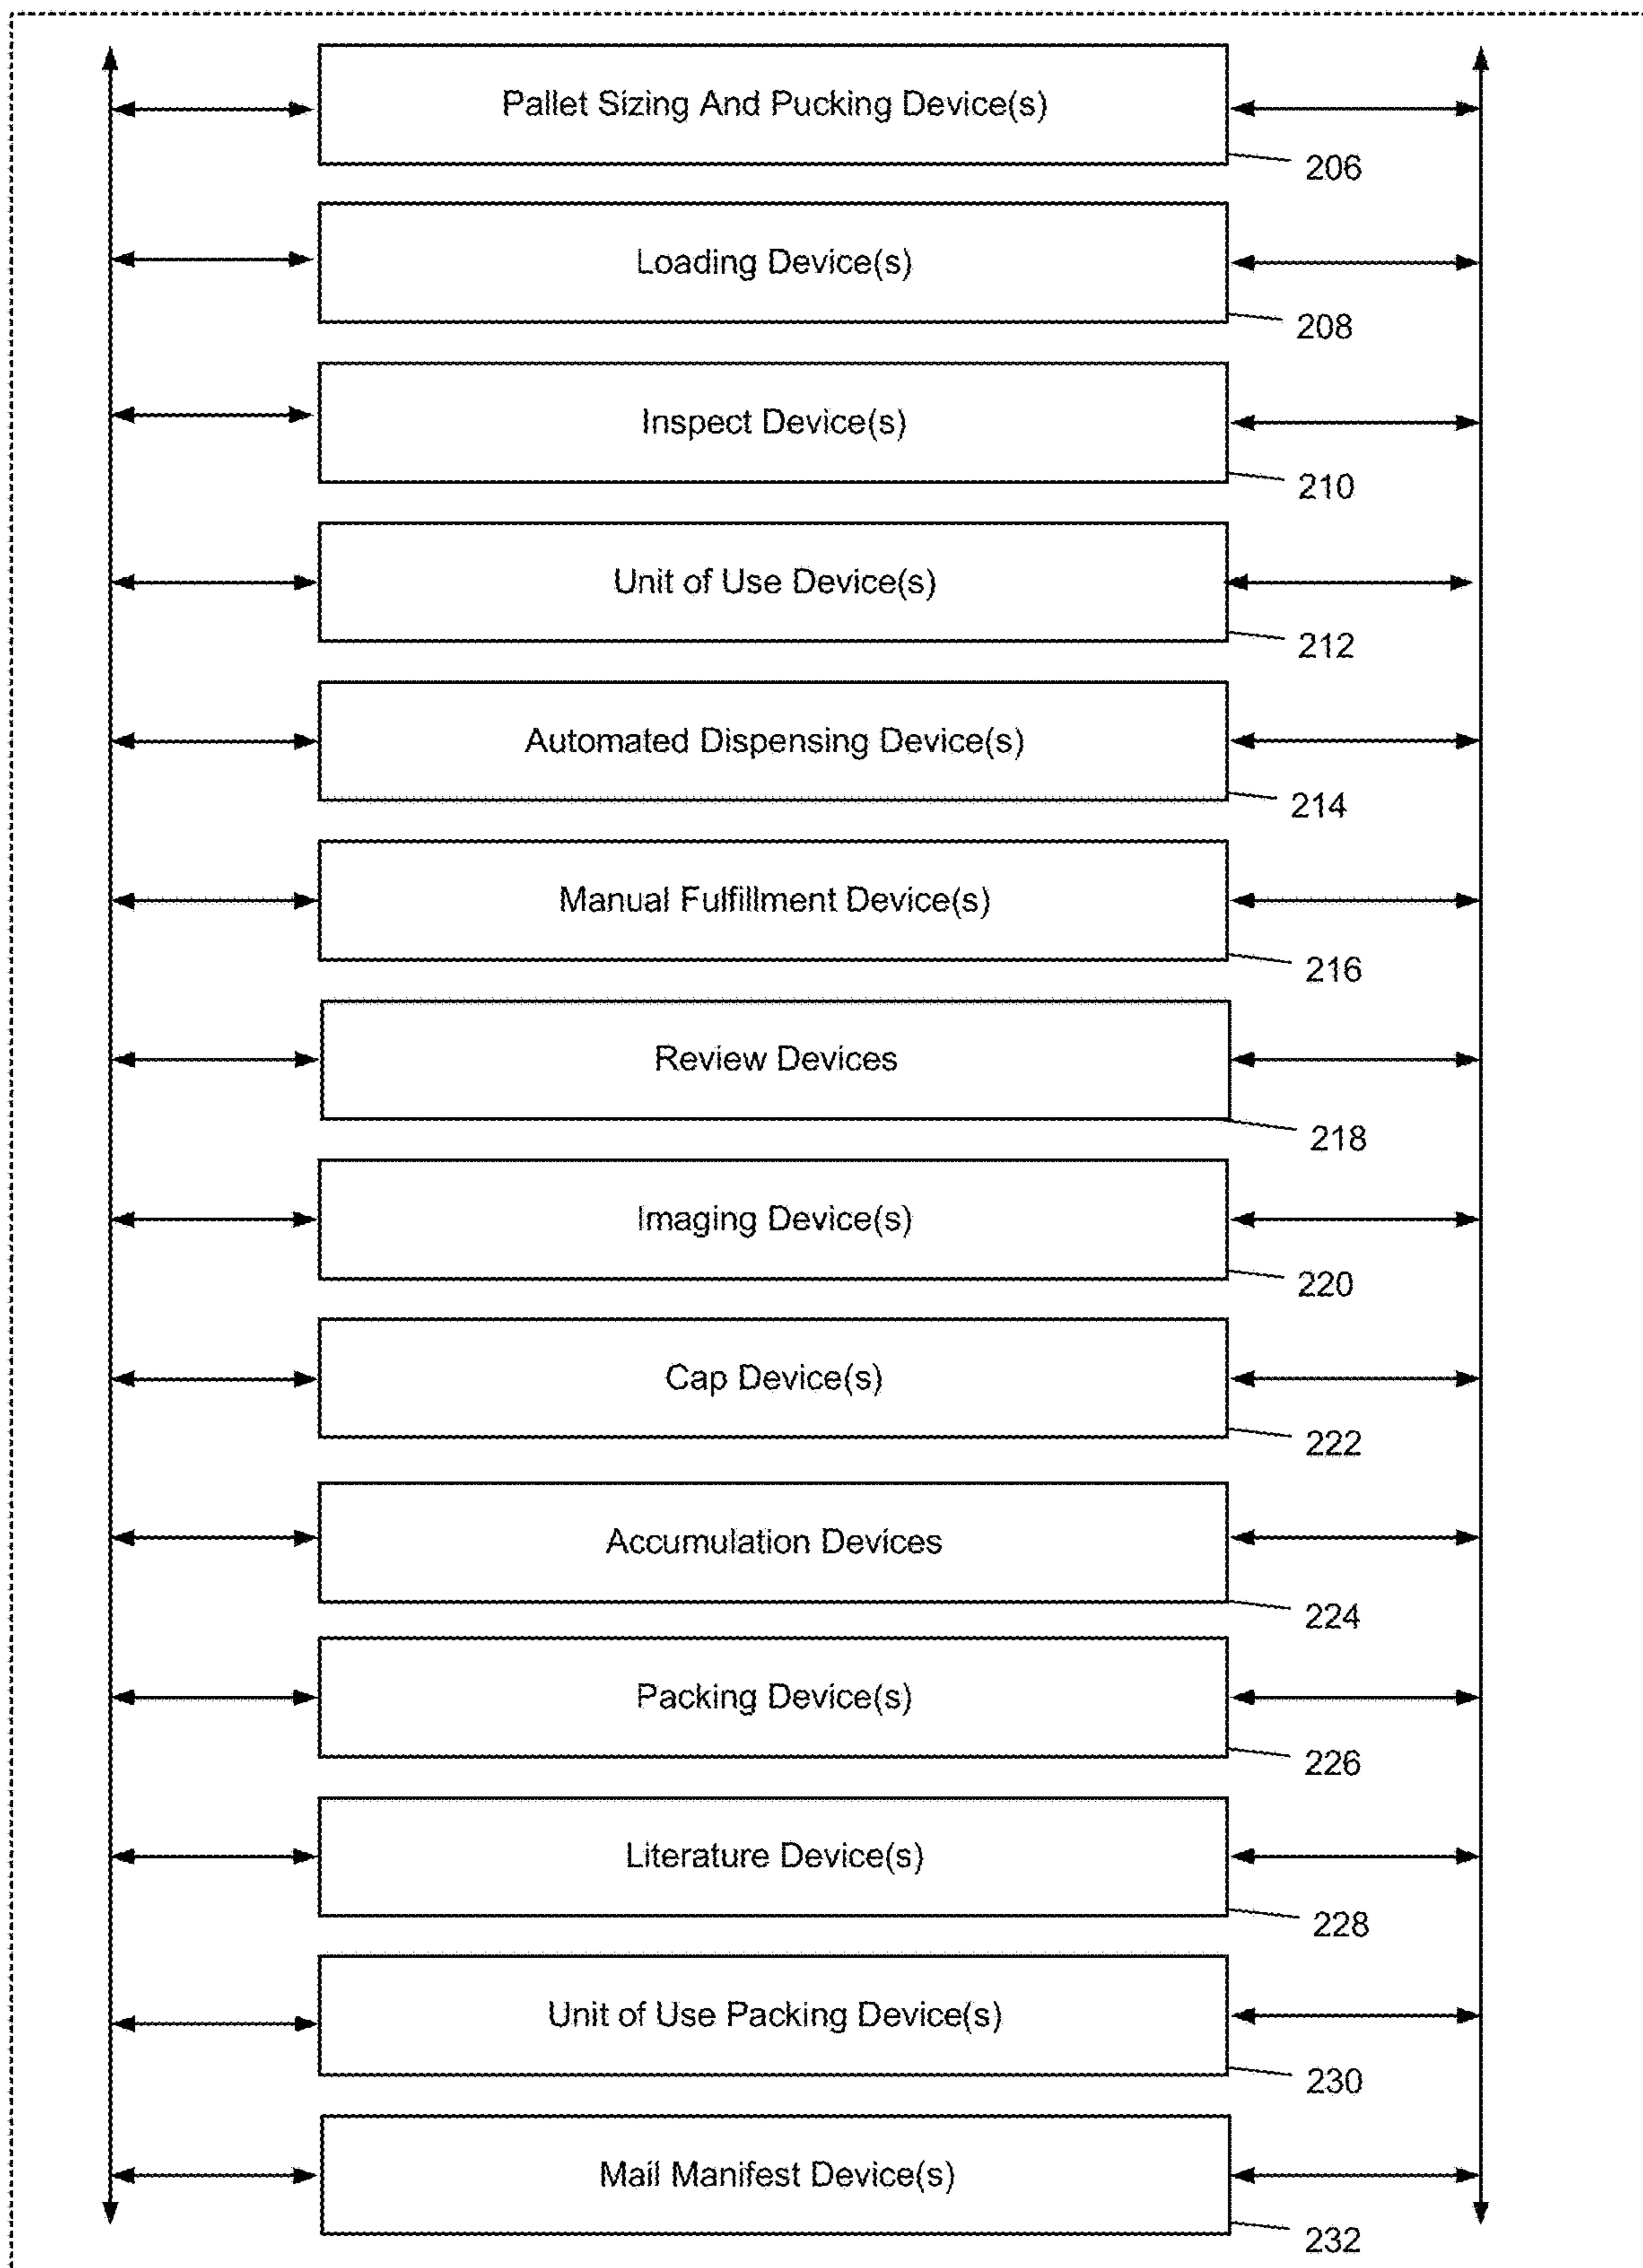 Pallet Sizing And Pucking Device(s)
206
Loading Device(s)
208
Inspect Device(s)
210
Unit of Use Device(s)
212
Automated Dispensing Device(s)
214
Manual Fulfillment Device(s)
216
Review Devices
218
Imaging Device(s)
220
Cap Device(s)
222
Accumulation Devices
224
Packing Device(s)
226
Literature Device(s)
228
Unit of Use Packing Device(s)
230
Mail Manifest Device(s)
232